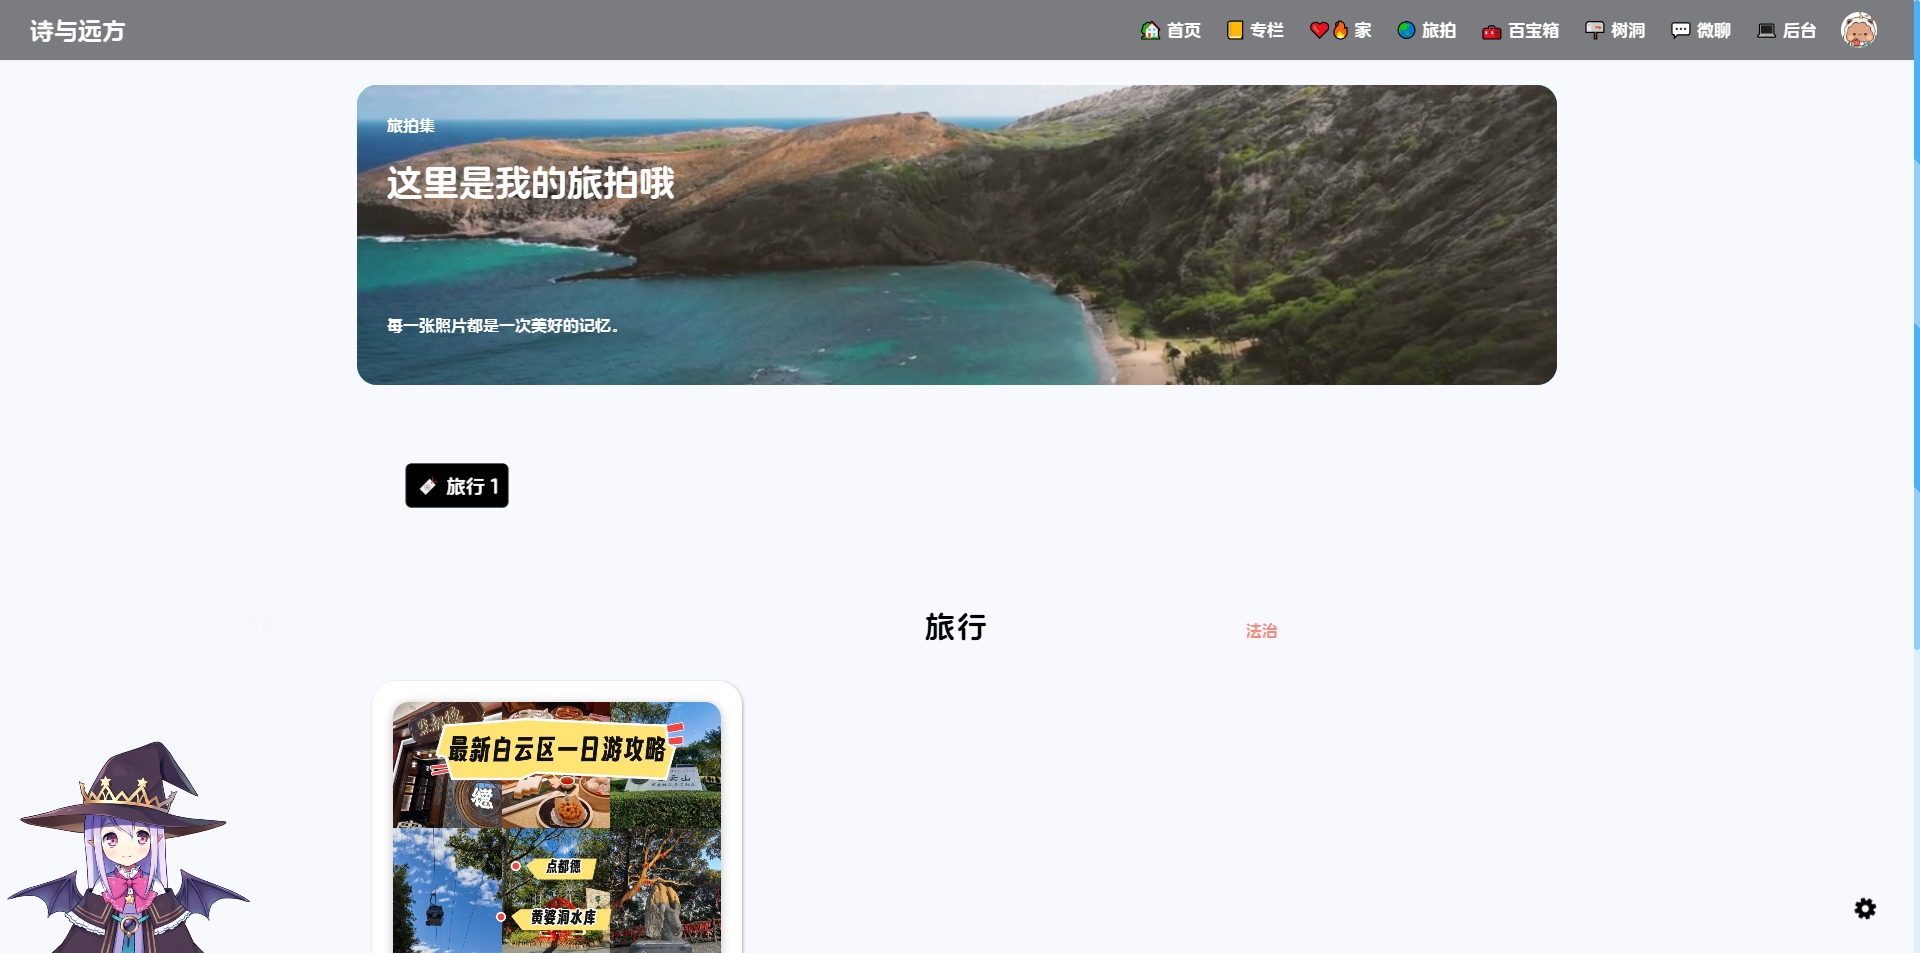 诗与远方
首页 专栏 家 旅拍 百宝箱 树洞 微聊 后台
旅拍集
这里是我的旅拍哦
每一张照片都是一次美好的记忆。
旅行 1
旅行
法治
最新白云区一日游攻略
德
云山
点都德
黄婆洞水库